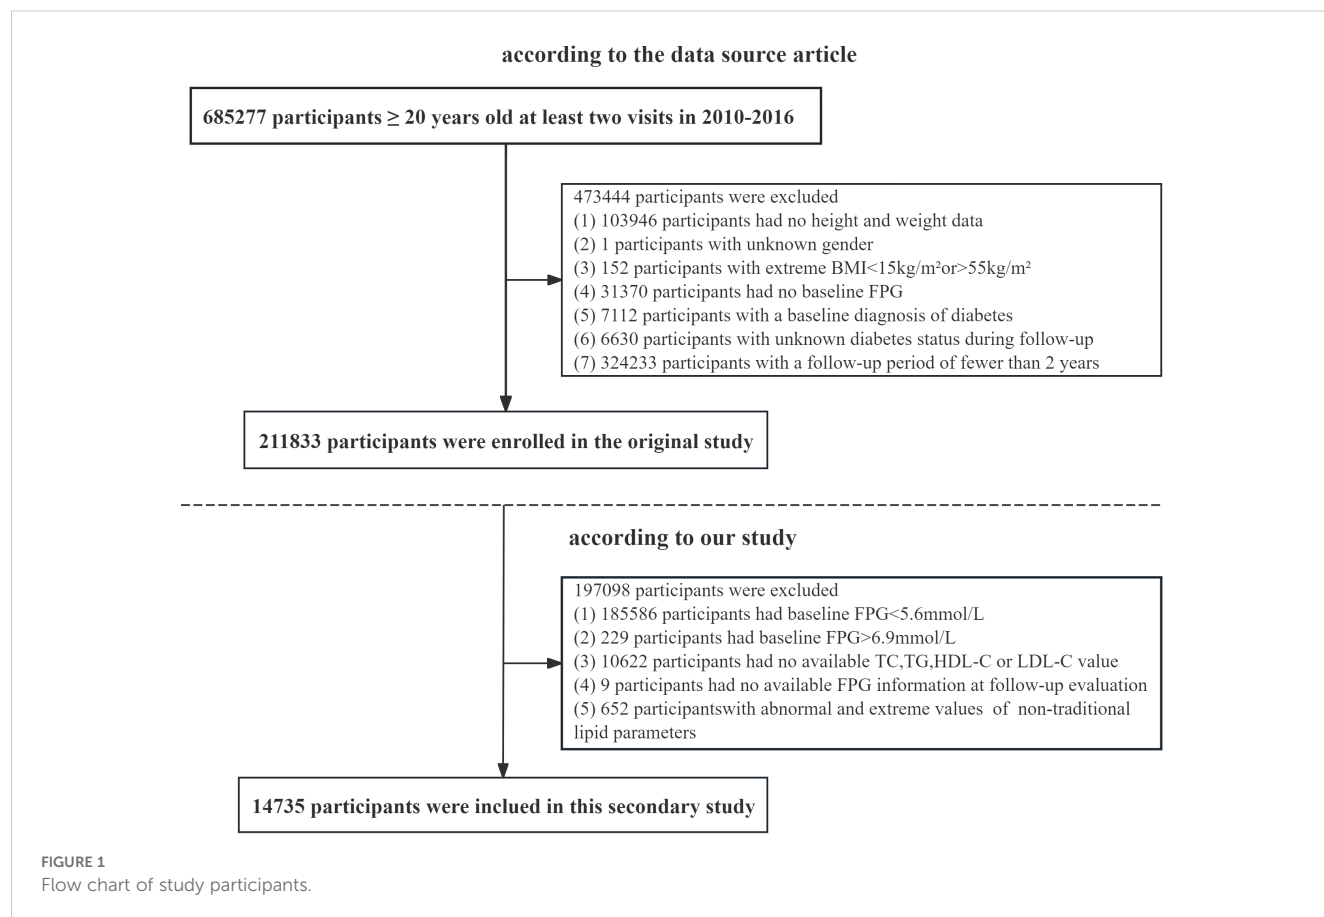 according to the data source article
685277 participants ≥ 20 years old at least two visits in 2010-2016
473444 participants were excluded
(1) 103946 participants had no height and weight data
(2) 1 participants with unknown gender
(3) 152 participants with extreme BMI<15kg/m²or>55kg/m²
(4) 31370 participants had no baseline FPG
(5) 7112 participants with a baseline diagnosis of diabetes
(6) 6630 participants with unknown diabetes status during follow-up
(7) 324233 participants with a follow-up period of fewer than 2 years
211833 participants were enrolled in the original study
according to our study
197098 participants were excluded
(1) 185586 participants had baseline FPG<5.6mmol/L
(2) 229 participants had baseline FPG>6.9mmol/L
(3) 10622 participants had no available TC,TG,HDL-C or LDL-C value
(4) 9 participants had no available FPG information at follow-up evaluation
(5) 652 participantswith abnormal and extreme values of non-traditional
lipid parameters
14735 participants were inclued in this secondary study
FIGURE 1
Flow chart of study participants.